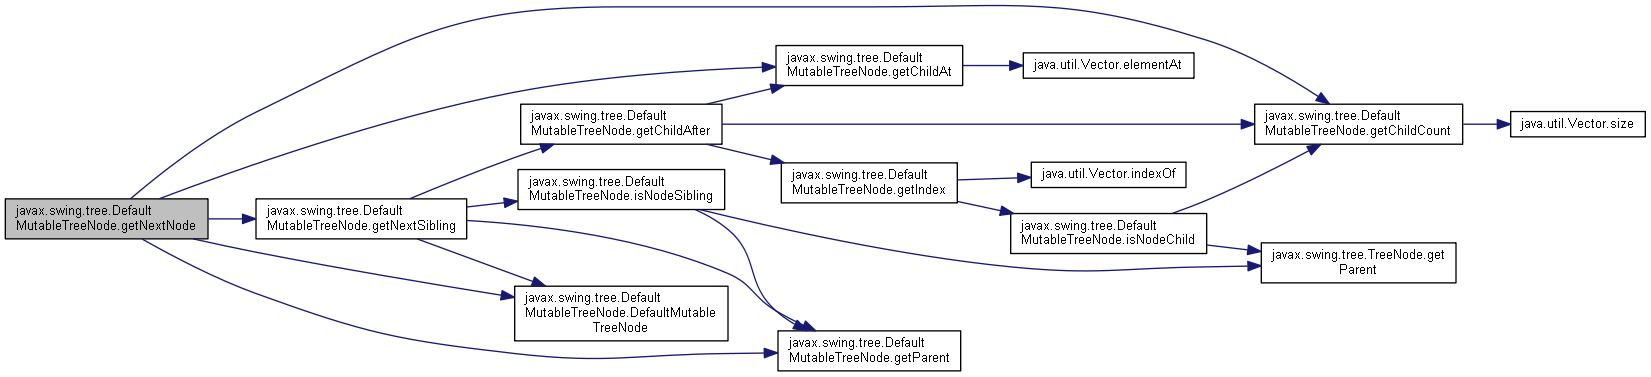 javax.swing.tree.Default
MutableTreeNode.getNextNode
javax.swing.tree.Default
MutableTreeNode.getNextSibling
javax.swing.tree.Default
MutableTreeNode.getChildAfter
javax.swing.tree.Default
MutableTreeNode.isNodeSibling
javax.swing.tree.Default
MutableTreeNode.DefaultMutable
TreeNode
javax.swing.tree.Default
MutableTreeNode.getChildAt
javax.swing.tree.Default
MutableTreeNode.getIndex
javax.swing.tree.Default
MutableTreeNode.getParent
java.util.Vector.elementAt
java.util.Vector.indexOf
javax.swing.tree.Default
MutableTreeNode.isNodeChild
javax.swing.tree.Default
MutableTreeNode.getChildCount
javax.swing.tree.TreeNode.get
Parent
java.util.Vector.size